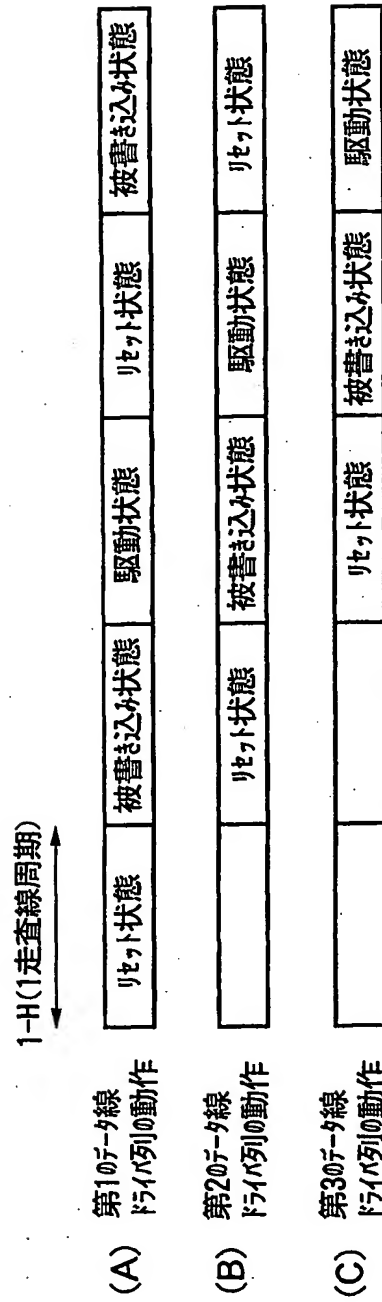 1-H(1走査線周期)
(A)
第1のデータ線
ドライバ列の動作
リセット状態
被書き込み状態
駆動状態
リセット状態
被書き込み状態
(B)
第2のデータ線
ドライバ列の動作
リセット状態
被書き込み状態
駆動状態
リセット状態
(C)
第3のデータ線
ドライバ列の動作
リセット状態
被書き込み状態
駆動状態